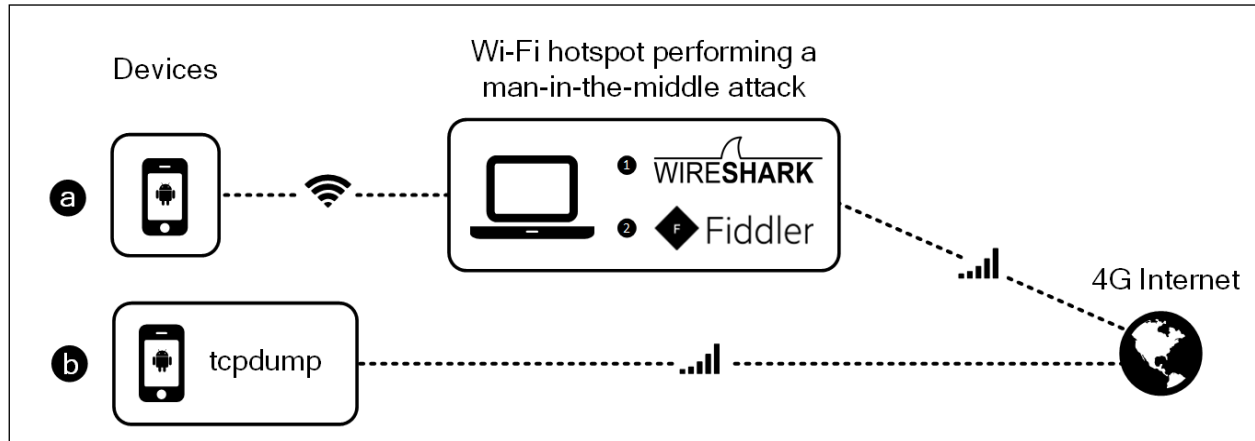 Devices
Wi-Fi hotspot performing a
man-in-the-middle attack
a
1 WIRESHARK
2 F Fiddler
4G Internet
b
tcpdump